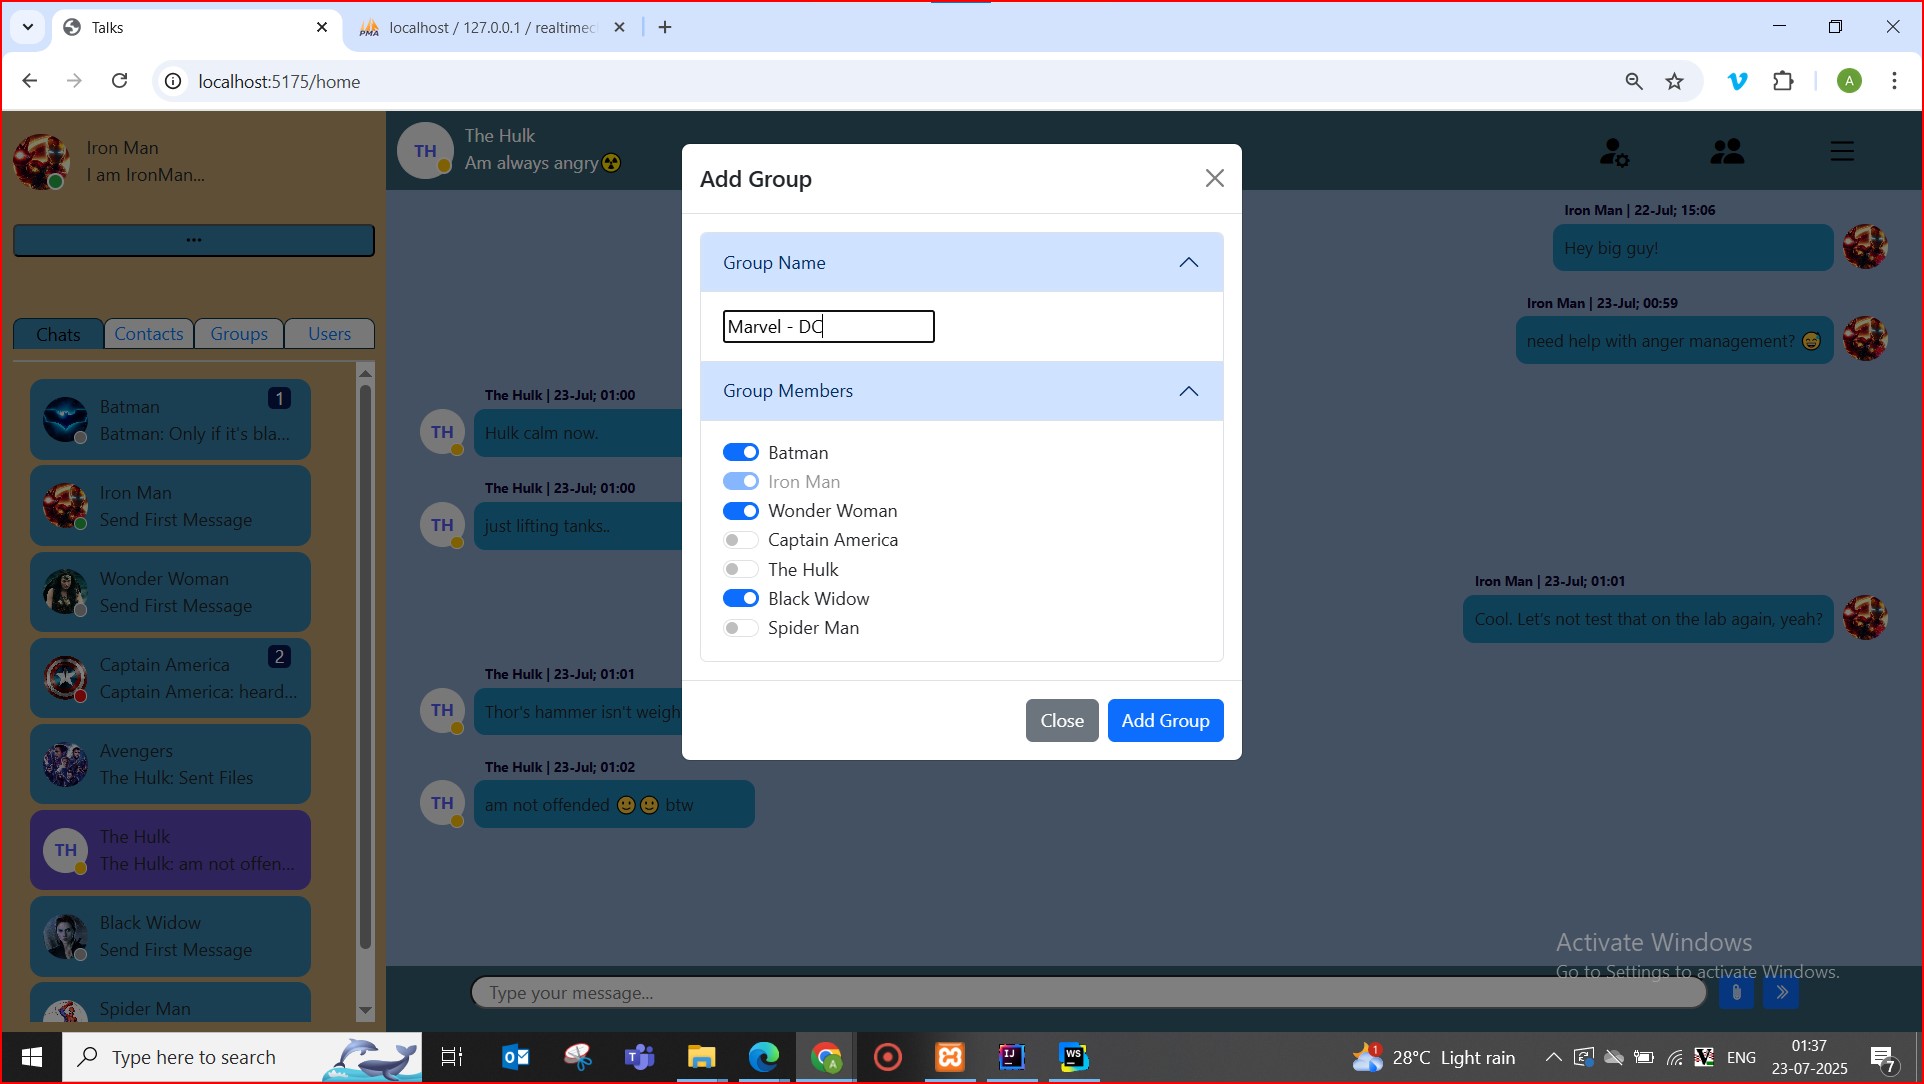 Talks
localhost / 127.0.0.1 / realtimec
localhost:5175/home
A
Iron Man
I am IronMan...
...
Chats
Contacts
Groups
Users
Batman
1
Batman: Only if it's bla...
Iron Man
Send First Message
Wonder Woman
Send First Message
Captain America
2
Captain America: heard...
Avengers
The Hulk: Sent Files
TH
The Hulk
The Hulk: am not offen...
Black Widow
Send First Message
Spider Man
TH
The Hulk
Am always angry☢
Iron Man | 22-Jul; 15:06
Hey big guy!
Iron Man | 23-Jul; 00:59
need help with anger management? 😅
The Hulk | 23-Jul; 01:00
TH
Hulk calm now.
The Hulk | 23-Jul; 01:00
TH
just lifting tanks..
Iron Man | 23-Jul; 01:01
Cool. Let's not test that on the lab again, yeah?
The Hulk | 23-Jul; 01:01
TH
Thor's hammer isn't weigh
The Hulk | 23-Jul; 01:02
TH
am not offended 🙂🙂 btw
Add Group
Group Name
Marvel - DC
Group Members
Batman
Iron Man
Wonder Woman
Captain America
The Hulk
Black Widow
Spider Man
Close
Add Group
Activate Windows
Go to Settings to activate Windows.
Type your message...
Type here to search
28°C Light rain
1
ENG
01:37
23-07-2025
7